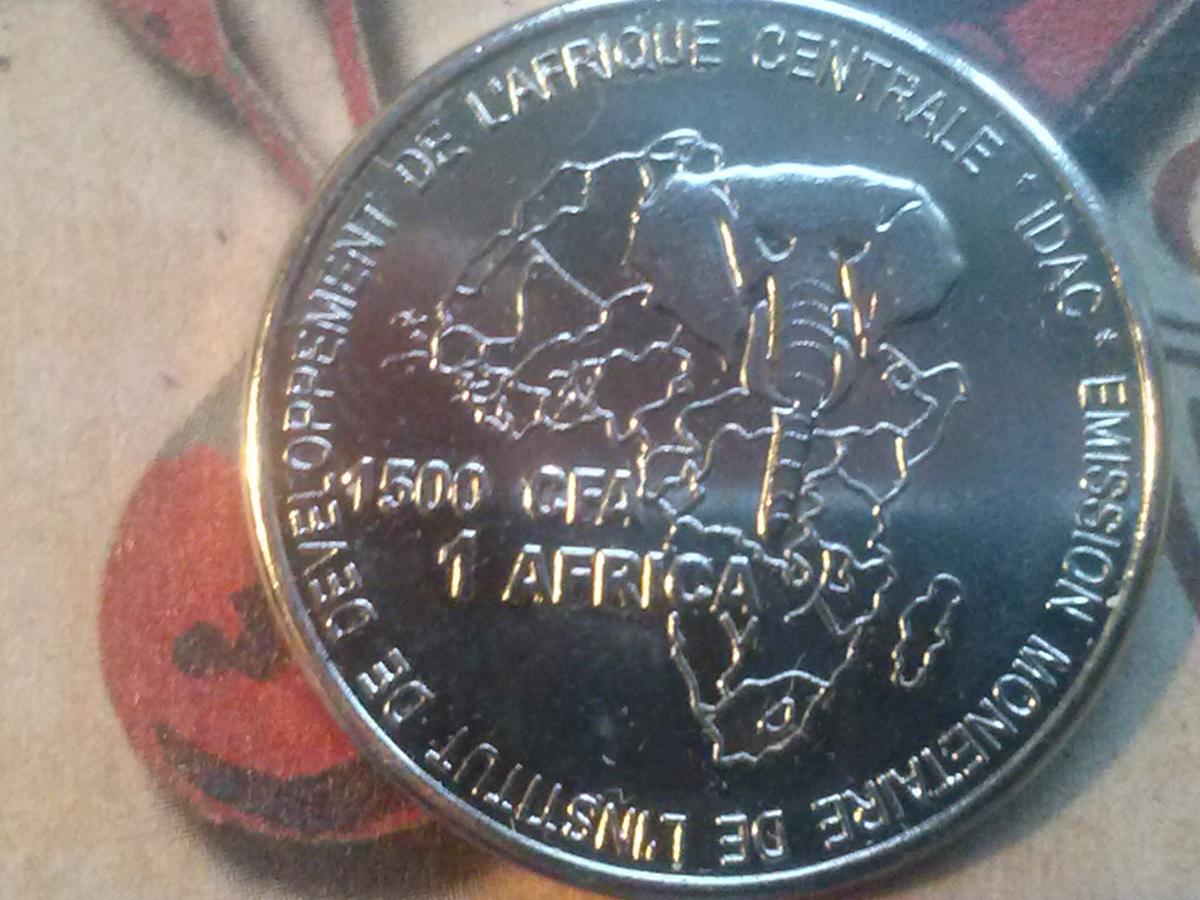 EMISSION MONETAIRE DE L'INSTITUT DE DEVELOPPEMENT DE L'AFRIQUE CENTRALE * IDAC *
1500 CFA
1 AFRICA